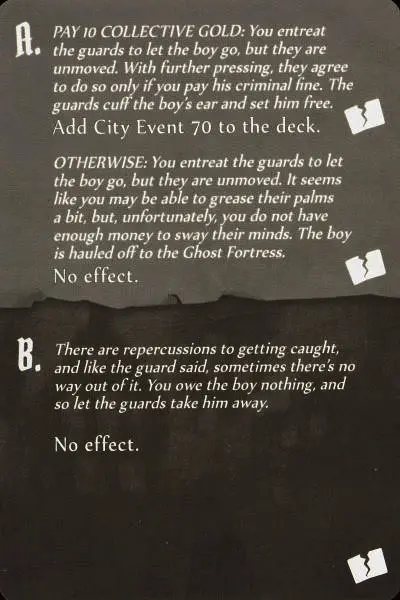 A. PAY 10 COLLECTIVE GOLD: You entreat
the guards to let the boy go, but they are
unmoved. With further pressing, they agree
to do so only if you pay his criminal fine. The
guards cuff the boy's ear and set him free.
Add City Event 70 to the deck.
OTHERWISE: You entreat the guards to let
the boy go, but they are unmoved. It seems
like you may be able to grease their palms
a bit, but, unfortunately, you do not have
enough money to sway their minds. The boy
is hauled off to the Ghost Fortress.
No effect.
B. There are repercussions to getting caught,
and like the guard said, sometimes there's no
way out of it. You owe the boy nothing, and
so let the guards take him away.
No effect.